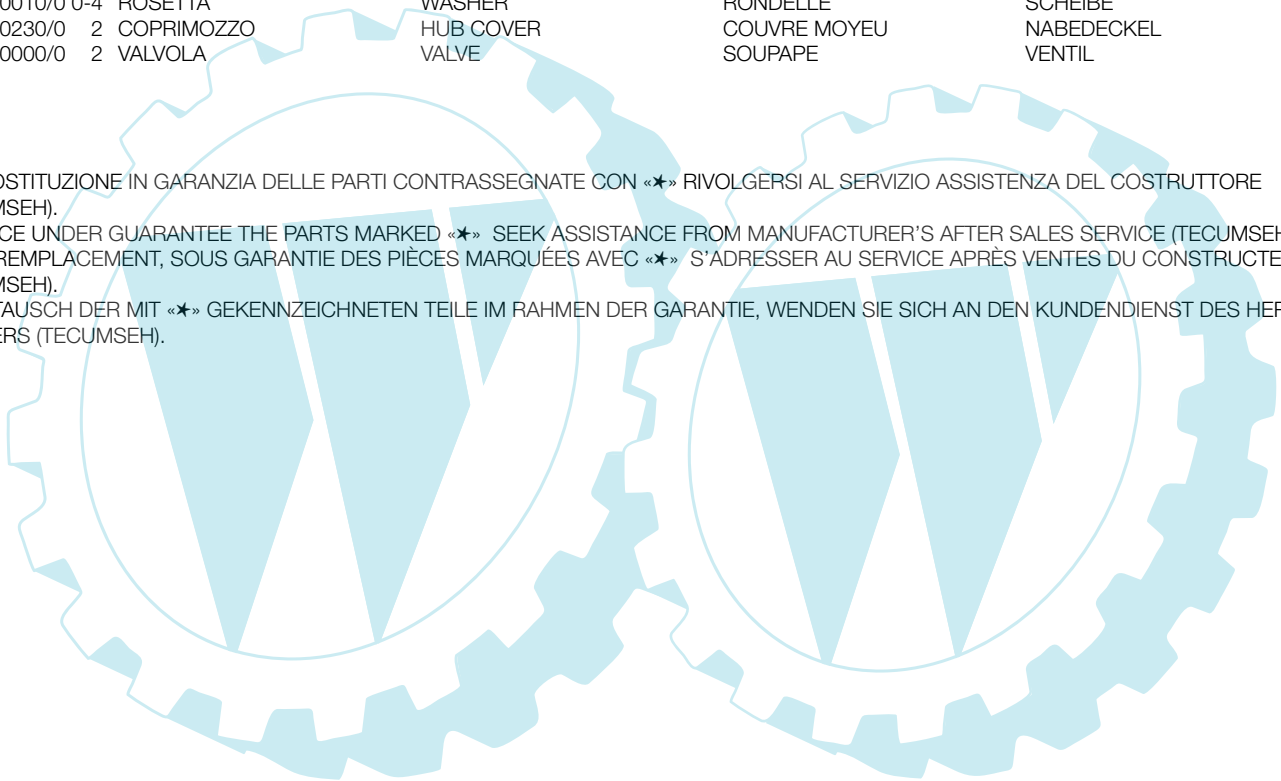 0010/0 0-4 ROSETTA WASHER RONDELLE SCHEIBE
0230/0 2 COPRIMOZZO HUB COVER COUVRE MOYEU NABEDECKEL
0000/0 2 VALVOLA VALVE SOUPAPE VENTIL
OSTITUZIONE IN GARANZIA DELLE PARTI CONTRASSEGNATE CON «★» RIVOLGERSI AL SERVIZIO ASSISTENZA DEL COSTRUTTORE
MSEH).
CE UNDER GUARANTEE THE PARTS MARKED «★» SEEK ASSISTANCE FROM MANUFACTURER'S AFTER SALES SERVICE (TECUMSEH
REMPLACEMENT, SOUS GARANTIE DES PIÈCES MARQUÉES AVEC «★» S'ADRESSER AU SERVICE APRÈS VENTES DU CONSTRUCTE
MSEH).
TAUSCH DER MIT «★» GEKENNZEICHNETEN TEILE IM RAHMEN DER GARANTIE, WENDEN SIE SICH AN DEN KUNDENDIENST DES HER
ERS (TECUMSEH).